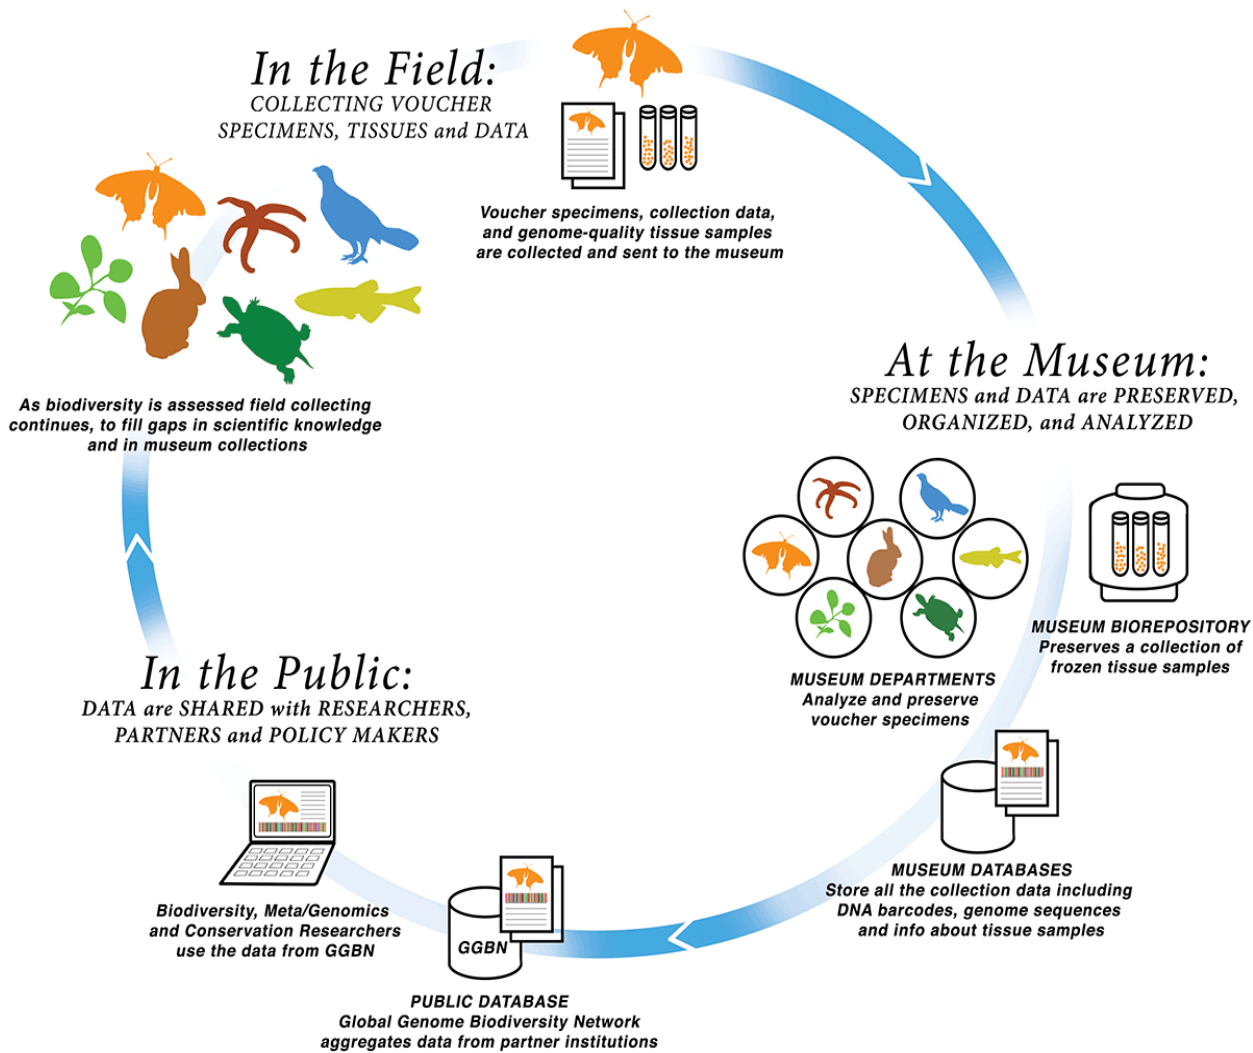 In the Field:
COLLECTING VOUCHER
SPECIMENS, TISSUES and DATA
Voucher specimens, collection data,
and genome-quality tissue samples
are collected and sent to the museum
As biodiversity is assessed field collecting
continues, to fill gaps in scientific knowledge
and in museum collections
At the Museum:
SPECIMENS and DATA are PRESERVED,
ORGANIZED, and ANALYZED
MUSEUM BIOREPOSITORY
Preserves a collection of
frozen tissue samples
MUSEUM DEPARTMENTS
Analyze and preserve
voucher specimens
MUSEUM DATABASES
Store all the collection data including
DNA barcodes, genome sequences
and info about tissue samples
In the Public:
DATA are SHARED with RESEARCHERS,
PARTNERS and POLICY MAKERS
Biodiversity, Meta/Genomics
and Conservation Researchers
use the data from GGBN
GGBN
PUBLIC DATABASE
Global Genome Biodiversity Network
aggregates data from partner institutions